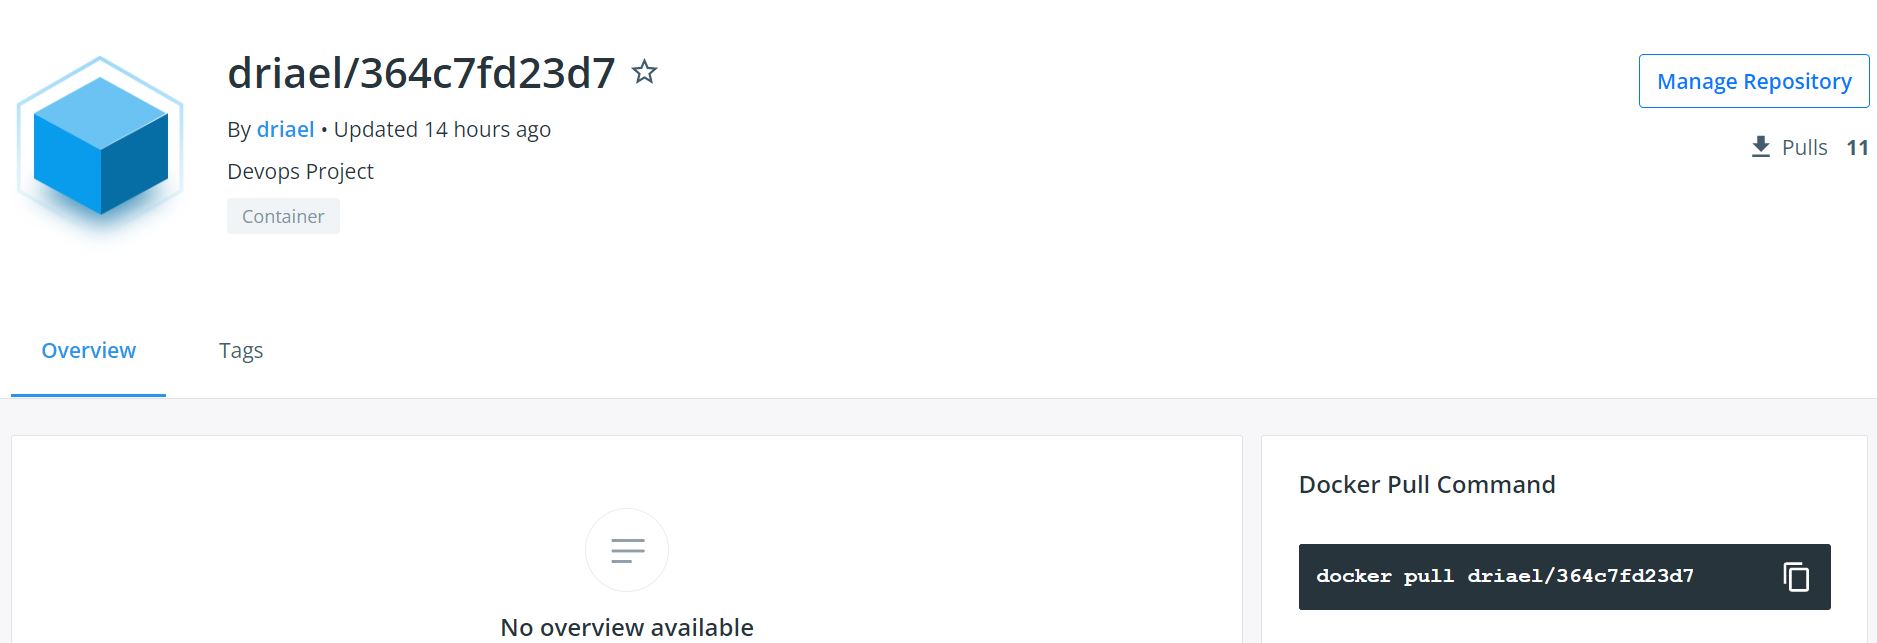 driael/364c7fd23d7
Manage Repository
By driael • Updated 14 hours ago
Pulls 11
Devops Project
Container
Overview
Tags
Docker Pull Command
docker pull driael/364c7fd23d7
No overview available